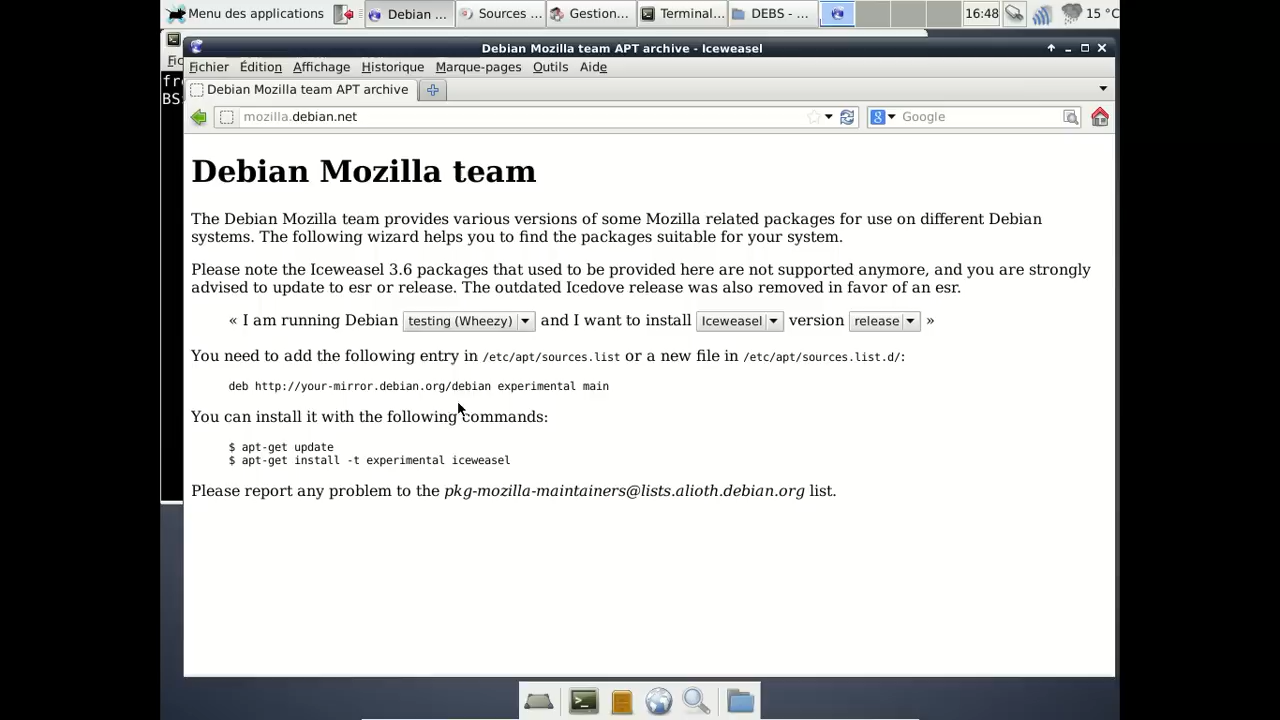 Menu des applications
Debian ...
Sources ...
Gestion...
Terminal...
DEBS - ...
16:48
15 °C
Debian Mozilla team APT archive - Iceweasel
Fichier Édition Affichage Historique Marque-pages Outils Aide
Debian Mozilla team APT archive
mozilla.debian.net
Google
Debian Mozilla team
The Debian Mozilla team provides various versions of some Mozilla related packages for use on different Debian
systems. The following wizard helps you to find the packages suitable for your system.
Please note the Iceweasel 3.6 packages that used to be provided here are not supported anymore, and you are strongly
advised to update to esr or release. The outdated Icedove release was also removed in favor of an esr.
« I am running Debian testing (Wheezy) and I want to install Iceweasel version release »
You need to add the following entry in /etc/apt/sources.list or a new file in /etc/apt/sources.list.d/:
deb http://your-mirror.debian.org/debian experimental main
You can install it with the following commands:
$ apt-get update
$ apt-get install -t experimental iceweasel
Please report any problem to the pkg-mozilla-maintainers@lists.alioth.debian.org list.